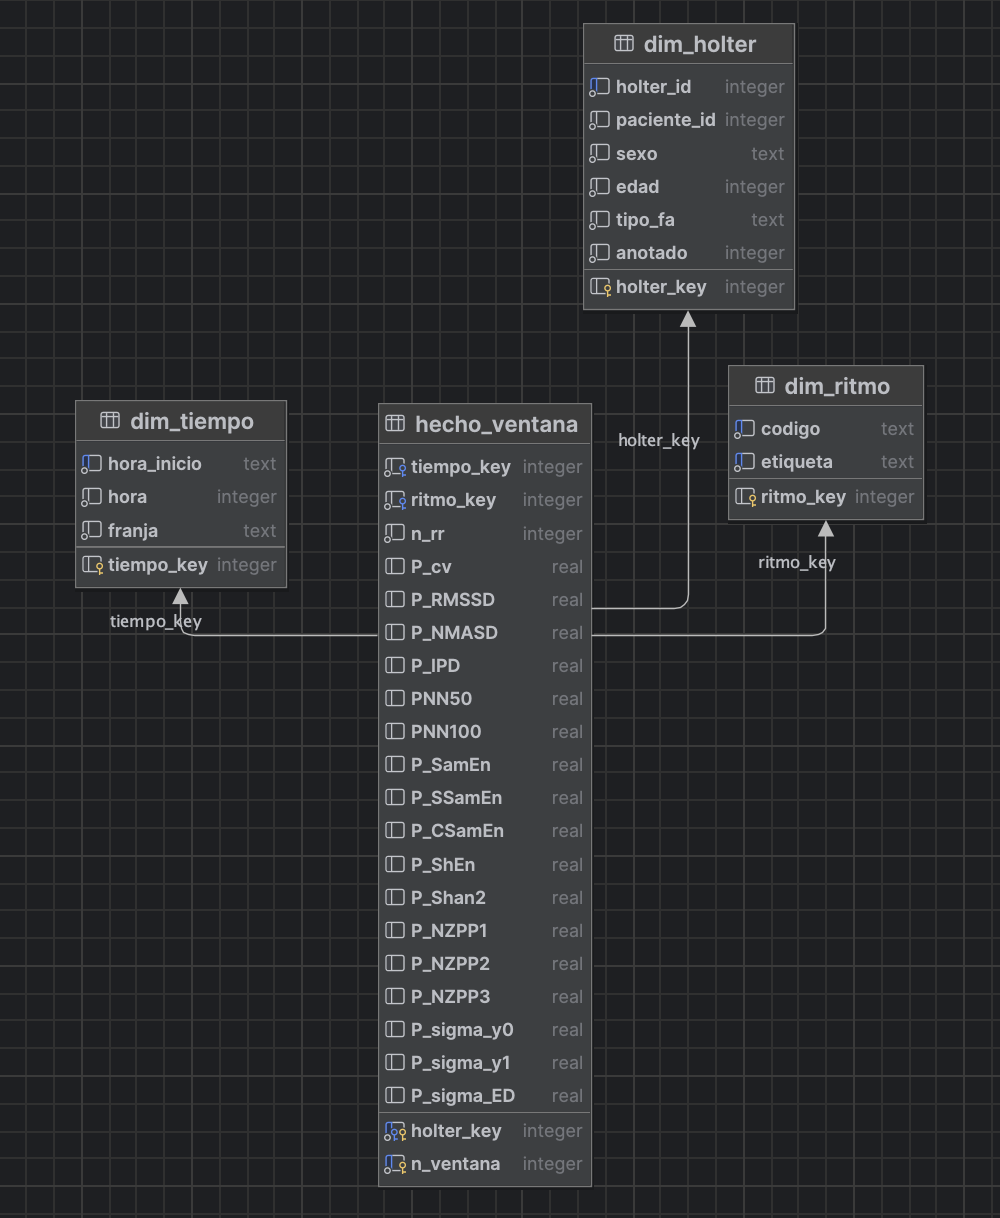 dim_holter
holter_id integer
paciente_id integer
sexo text
edad integer
tipo_fa text
anotado integer
holter_key integer
dim_tiempo
hora_inicio text
hora integer
franja text
tiempo_key integer
tiempo_key
hecho_ventana
tiempo_key integer
ritmo_key integer
n_rr integer
P_cv real
P_RMSSD real
P_NMASD real
P_IPD real
PNN50 real
PNN100 real
P_SamEn real
P_SSamEn real
P_CSamEn real
P_ShEn real
P_Shan2 real
P_NZPP1 real
P_NZPP2 real
P_NZPP3 real
P_sigma_y0 real
P_sigma_y1 real
P_sigma_ED real
holter_key integer
n_ventana integer
holter_key
dim_ritmo
codigo text
etiqueta text
ritmo_key integer
ritmo_key